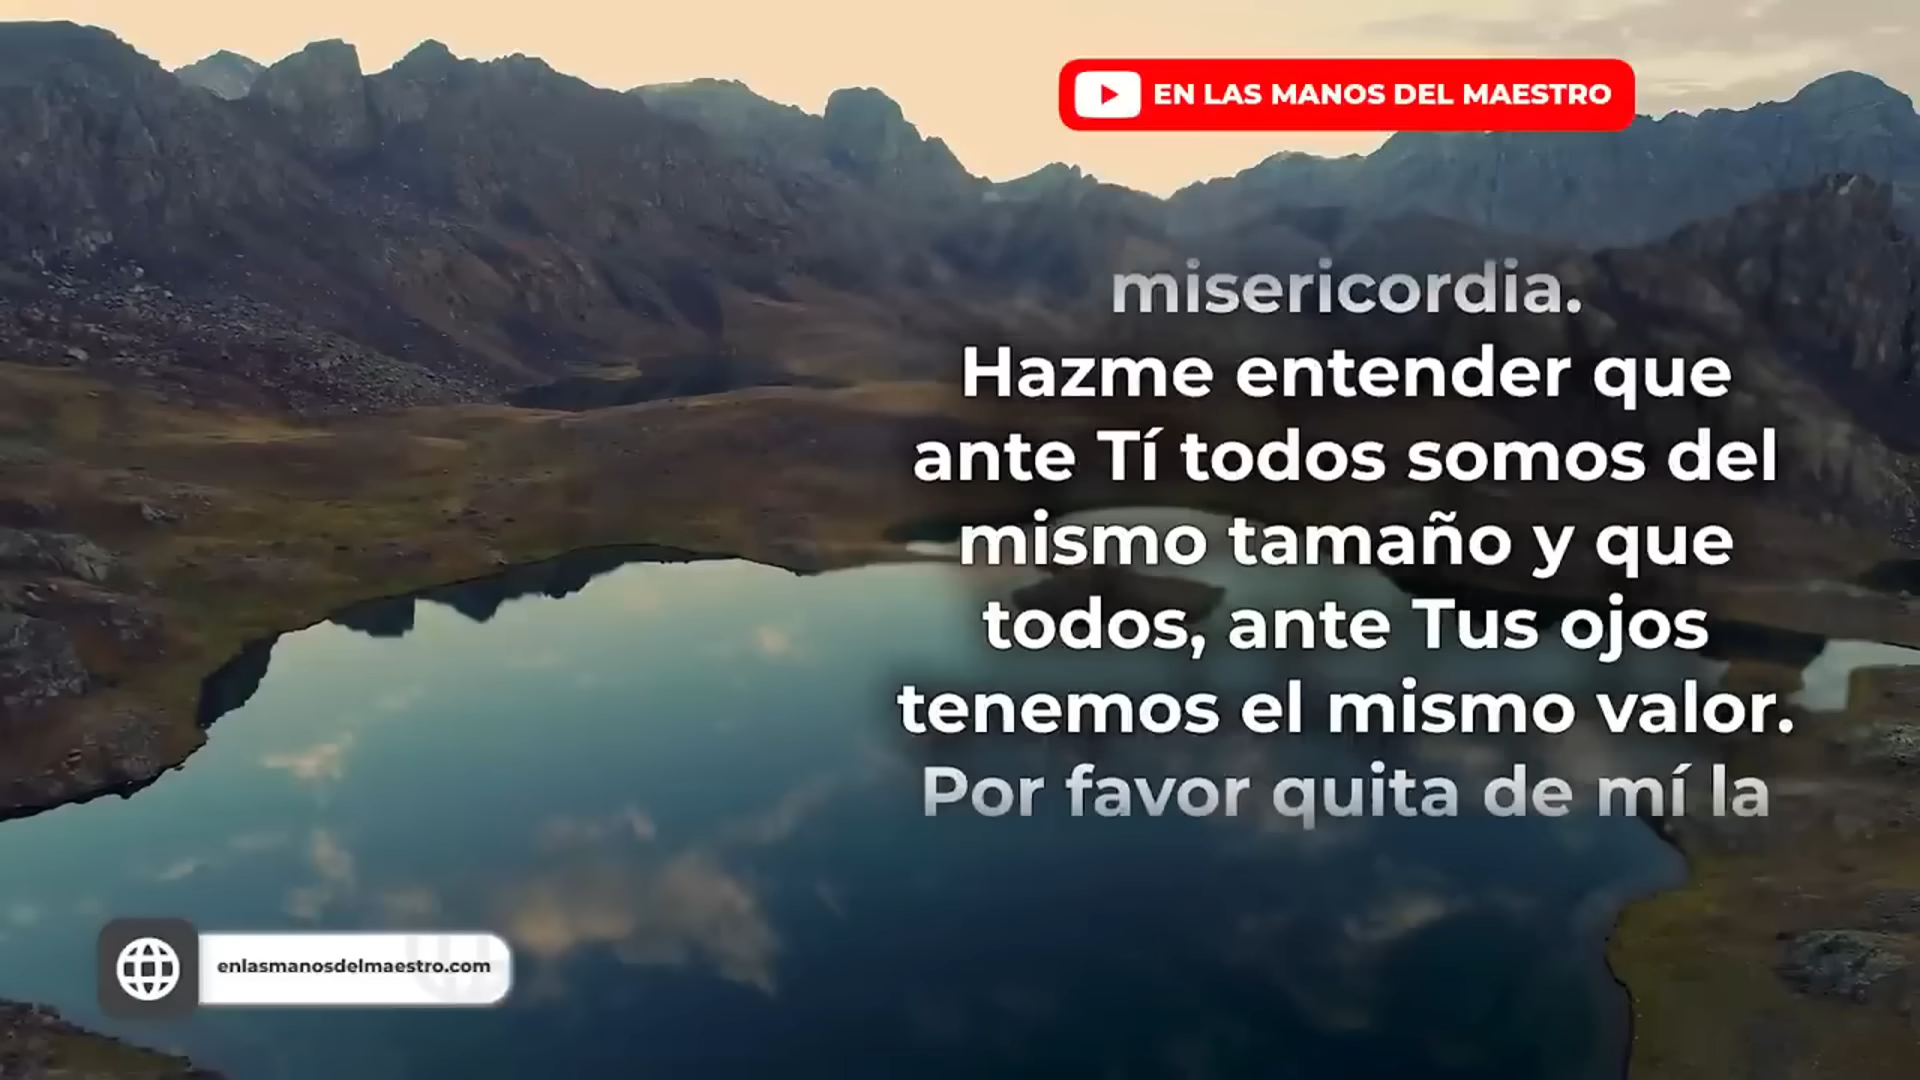 EN LAS MANOS DEL MAESTRO
misericordia.
Hazme entender que
ante Tí todos somos del
mismo tamaño y que
todos, ante Tus ojos
tenemos el mismo valor.
Por favor quita de mí la
enlasmanosdelmaestro.com